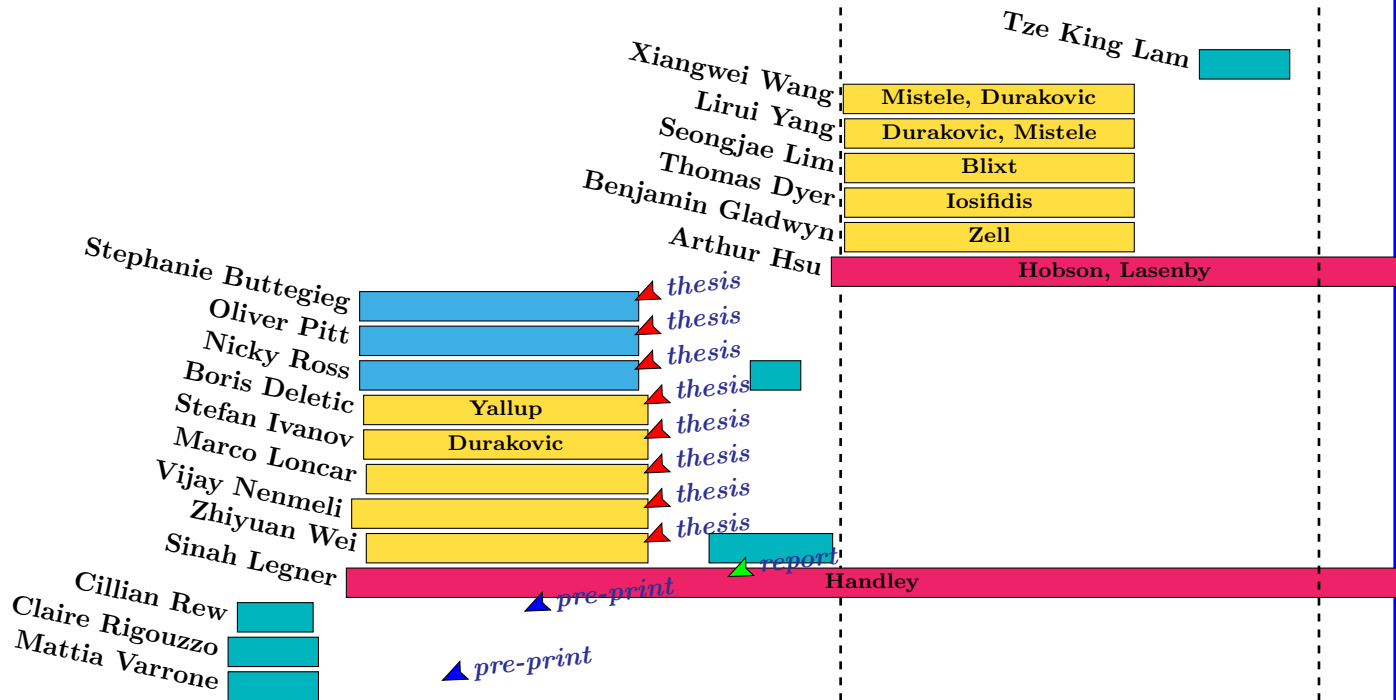 Tze King Lam
Xiangwei Wang
Mistele, Durakovic
Lirui Yang
Durakovic, Mistele
Seongjae Lim
Blixt
Thomas Dyer
Iosifidis
Benjamin Gladwyn
Zell
Arthur Hsu
Hobson, Lasenby
Stephanie Buttegieg
thesis
Oliver Pitt
thesis
Nicky Ross
thesis
Boris Deletic
Yallup
thesis
Stefan Ivanov
Durakovic
thesis
Marco Loncar
thesis
Vijay Nenmeli
thesis
Zhiyuan Wei
thesis
Sinah Legner
report
Handley
Cillian Rew
pre-print
Claire Rigouzzo
Mattia Varrone
pre-print